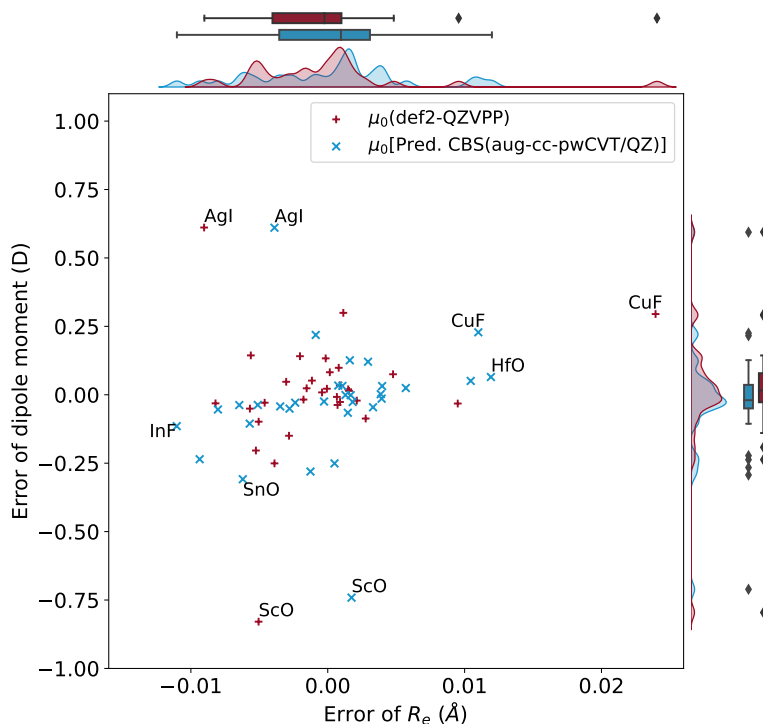 μ₀(def2-QZVPP)
μ₀[Pred. CBS(aug-cc-pwCVT/QZ)]
1.00
0.75
0.50
0.25
0.00
−0.25
−0.50
−0.75
−1.00
Error of dipole moment (D)
AgI
AgI
CuF
CuF
HfO
InF
SnO
ScO
ScO
−0.01
0.00
0.01
0.02
Error of Rₑ (Å)